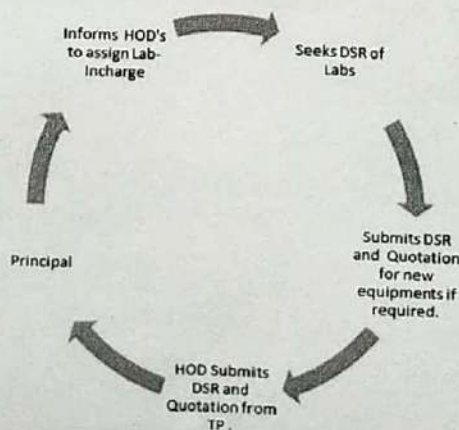 Informs HOD's
to assign Lab-
Incharge
Seeks DSR of
Labs
Submits DSR
and Quotation
for new
equipments if
required.
HOD Submits
DSR and
Quotation from
TP .
Principal